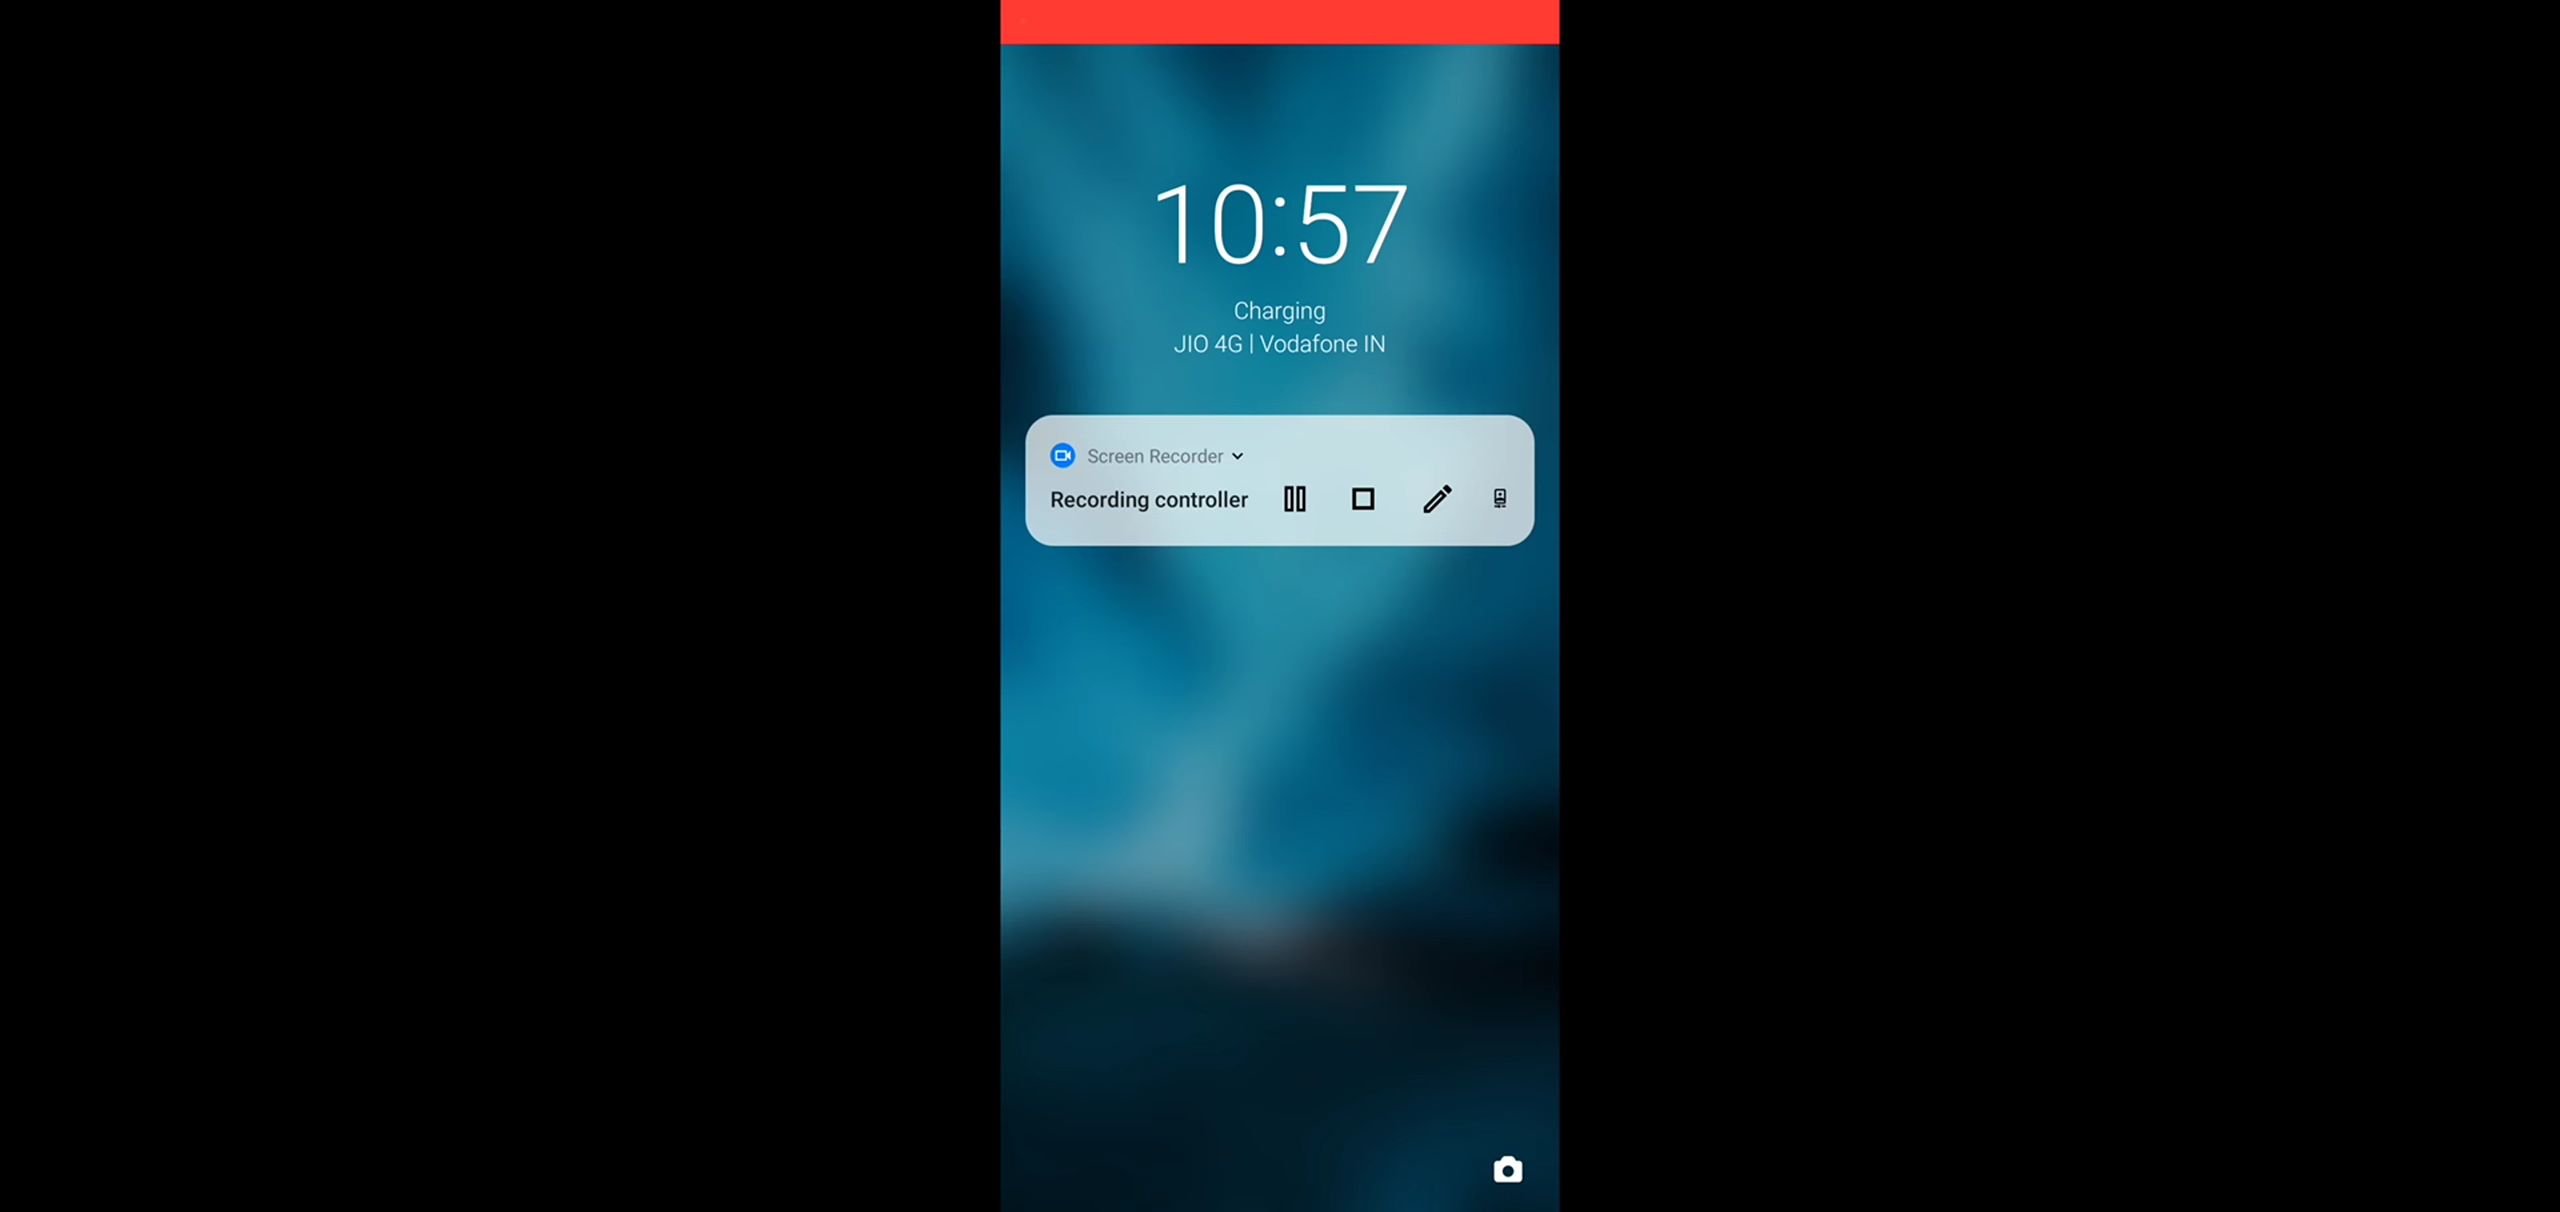 10:57
Charging
JIO 4G | Vodafone IN
Screen Recorder
Recording controller